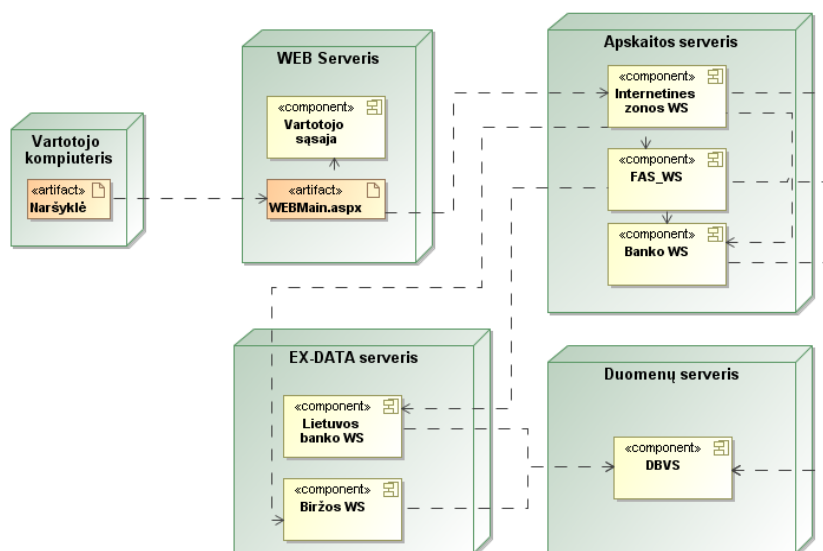 Vartotojo
kompiuteris
«artifact»
Naršyklė
WEB Serveris
«component»
Vartotojo
sąsaja
«artifact»
WEBMain.aspx
Apskaitos serveris
«component»
Internetines
zonos WS
«component»
FAS_WS
«component»
Banko WS
EX-DATA serveris
«component»
Lietuvos
banko WS
«component»
Biržos WS
Duomenų serveris
«component»
DBVS